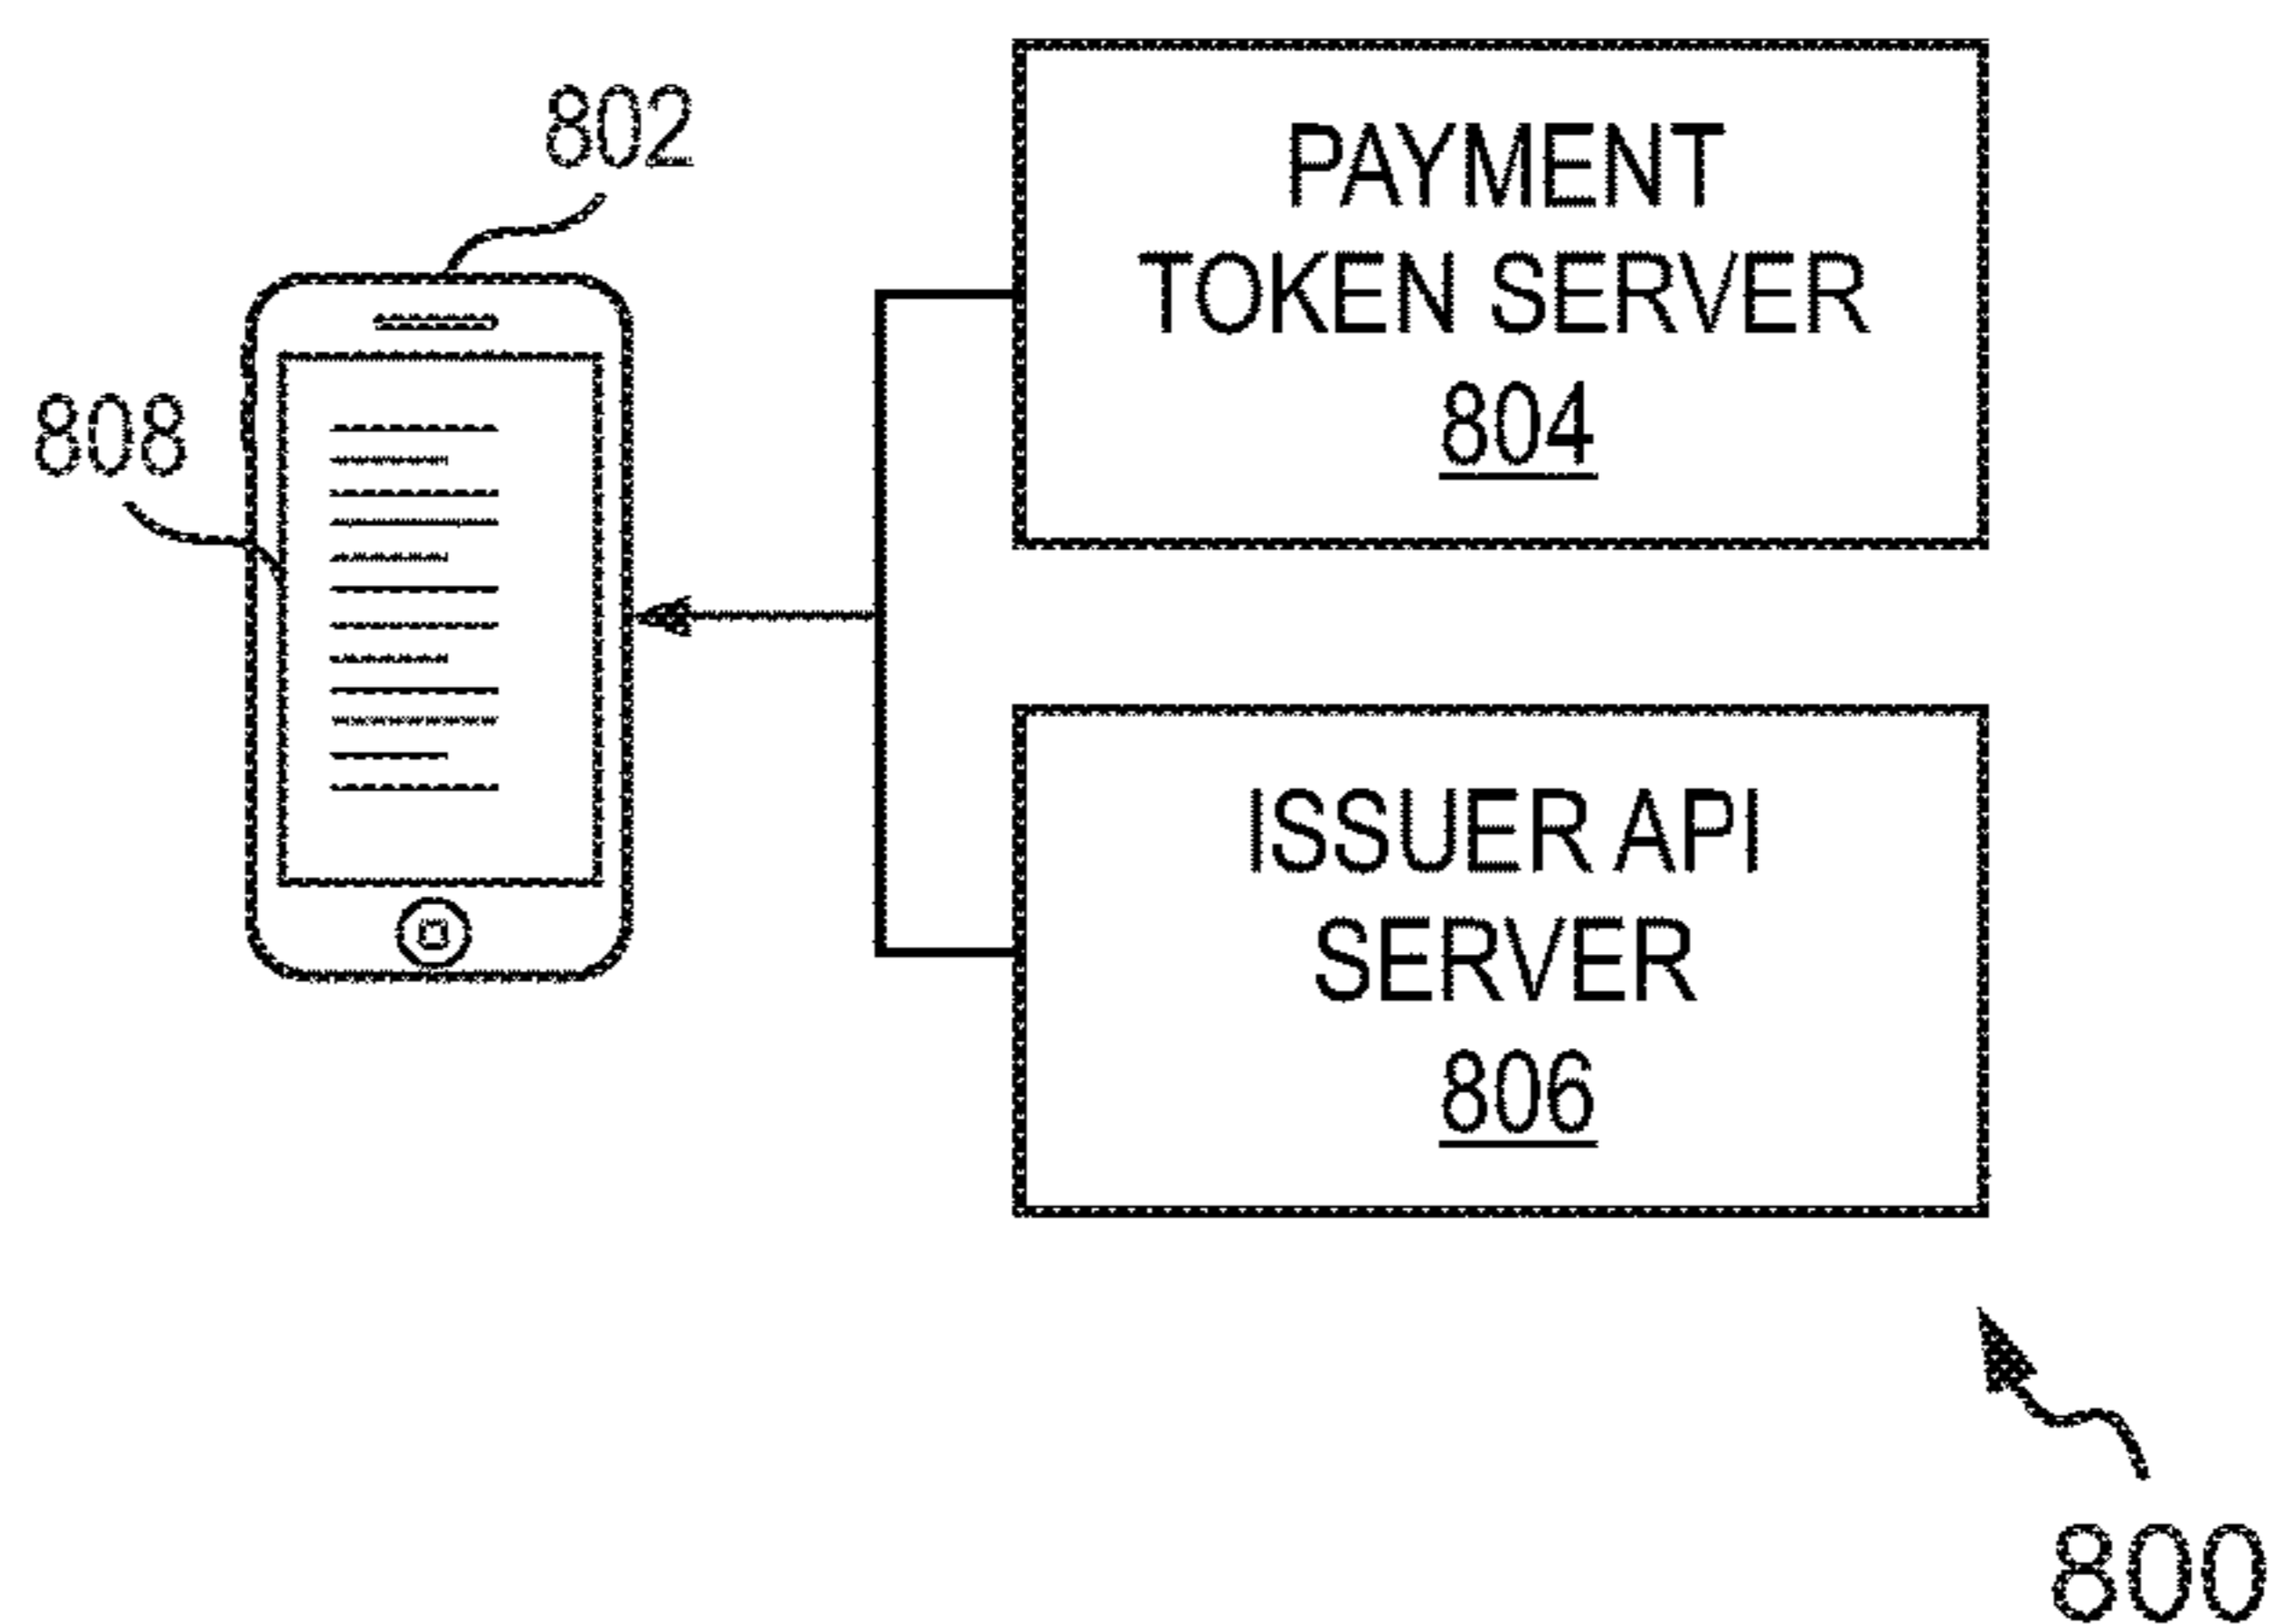 802
808
PAYMENT
TOKEN SERVER
804
ISSUER API
SERVER
806
800